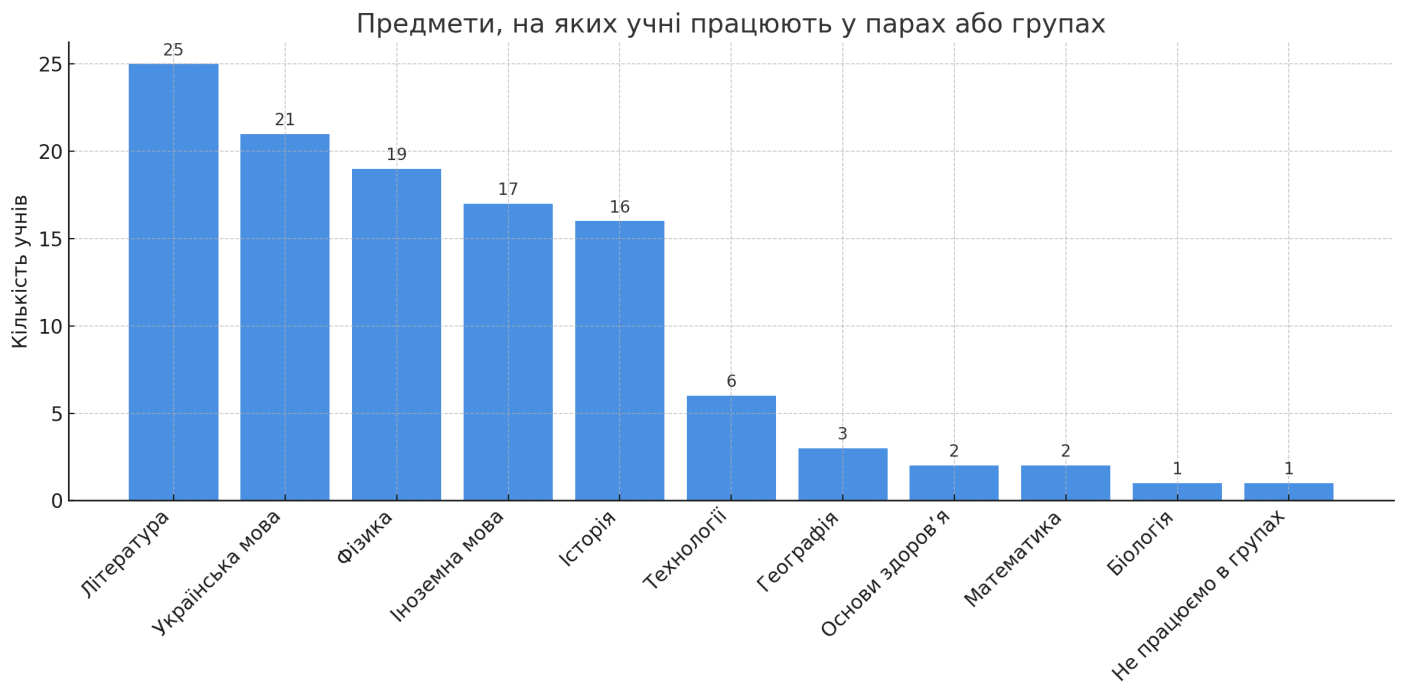 Предмети, на яких учні працюють у парах або групах
Кількість учнів
25
20
15
10
5
0
25
21
19
17
16
6
3
2
2
1
1
Література
Українська мова
Фізика
Іноземна мова
Історія
Технології
Географія
Основи здоров’я
Математика
Біологія
Не працюємо в групах